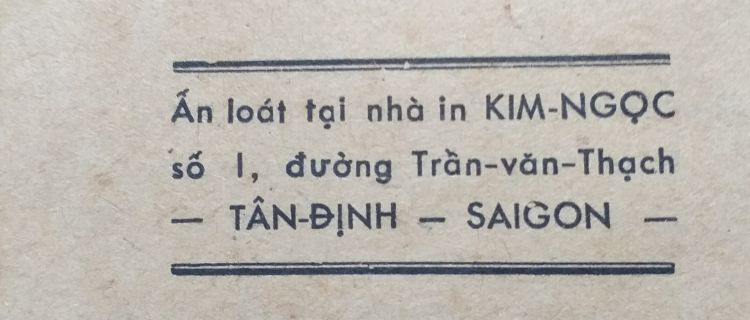 Ấn loát tại nhà in KIM-NGỌC
số 1, đường Trần-văn-Thạch
— TÂN-ĐỊNH — SAIGON —